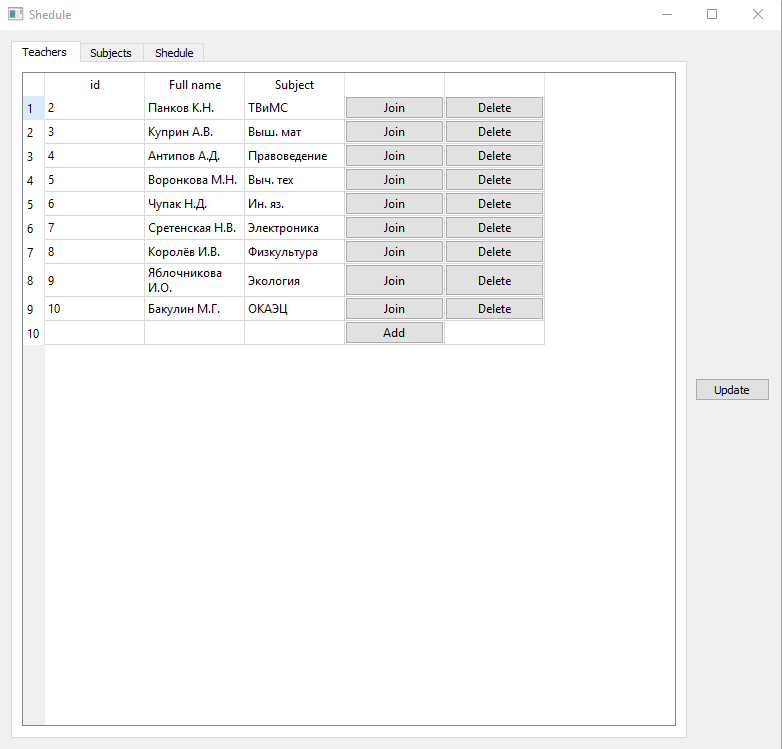 Shedule
Teachers Subjects Shedule
id Full name Subject
1 2 Панков К.Н. ТВиМС Join Delete
2 3 Куприн А.В. Выш. мат Join Delete
3 4 Антипов А.Д. Правоведение Join Delete
4 5 Воронкова М.Н. Выч. тех Join Delete
5 6 Чупак Н.Д. Ин. яз. Join Delete
6 7 Сретенская Н.В. Электроника Join Delete
7 8 Королёв И.В. Физкультура Join Delete
8 9 Яблочникова
И.О. Экология Join Delete
9 10 Бакулин М.Г. ОКАЭЦ Join Delete
10 Add
Update